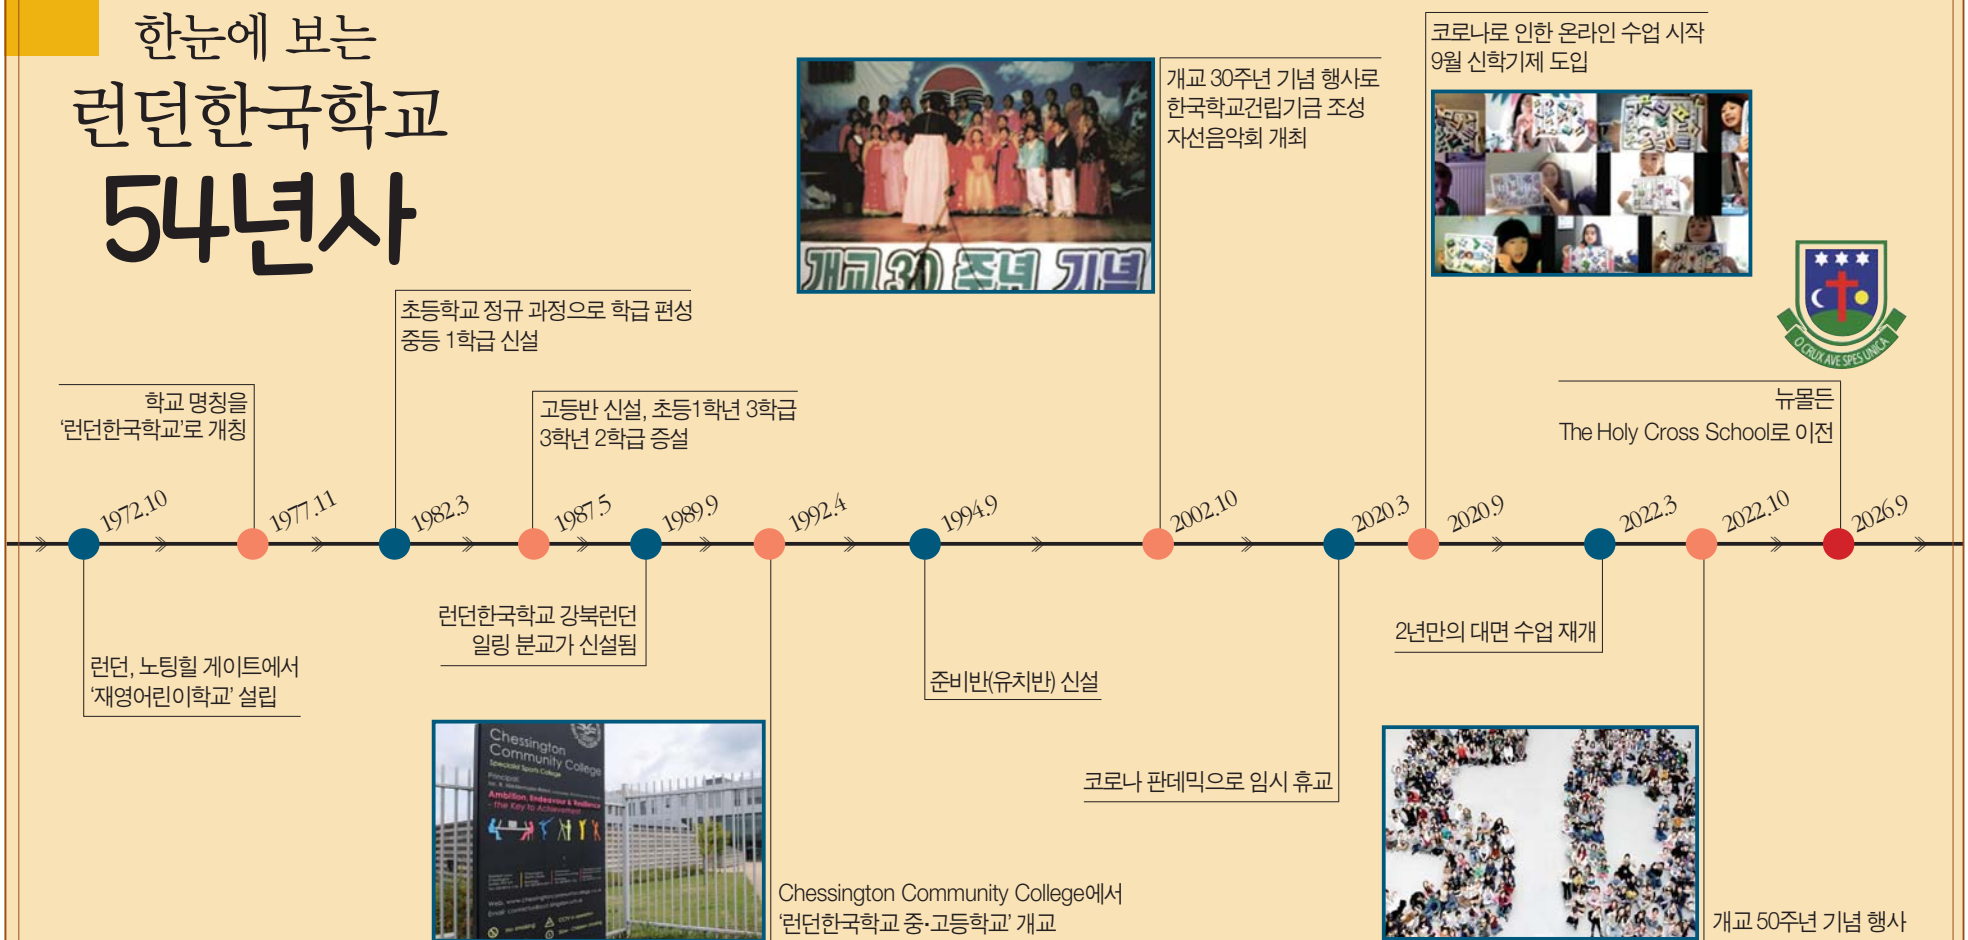 한눈에 보는
런던한국학교
54년사
학교 명칭을
‘런던한국학교’로 개칭
초등학교 정규 과정으로 학급 편성
중등 1학급 신설
고등반 신설, 초등1학년 3학급
3학년 2학급 증설
개교 30주년 기념 행사로
한국학교건립기금 조성
자선음악회 개최
개교 30 주년 기념
코로나로 인한 온라인 수업 시작
9월 신학기제 도입
O CRUX AVE SPES UNICA
뉴몰든
The Holy Cross School로 이전
1972.10
1977.11
1982.3
1987.5
1989.9
1992.4
1994.9
2002.10
2020.3
2020.9
2022.3
2022.10
2026.9
런던, 노팅힐 게이트에서
‘재영어린이학교’ 설립
런던한국학교 강북런던
일링 분교가 신설됨
준비반(유치반) 신설
코로나 판데믹으로 임시 휴교
2년만의 대면 수업 재개
Chessington
Community College
Specialist Sports College
Principal:
Ambition, Endeavour & Resilience
- the Key to Achievement
Chessington Community College에서
‘런던한국학교 중·고등학교’ 개교
50
개교 50주년 기념 행사